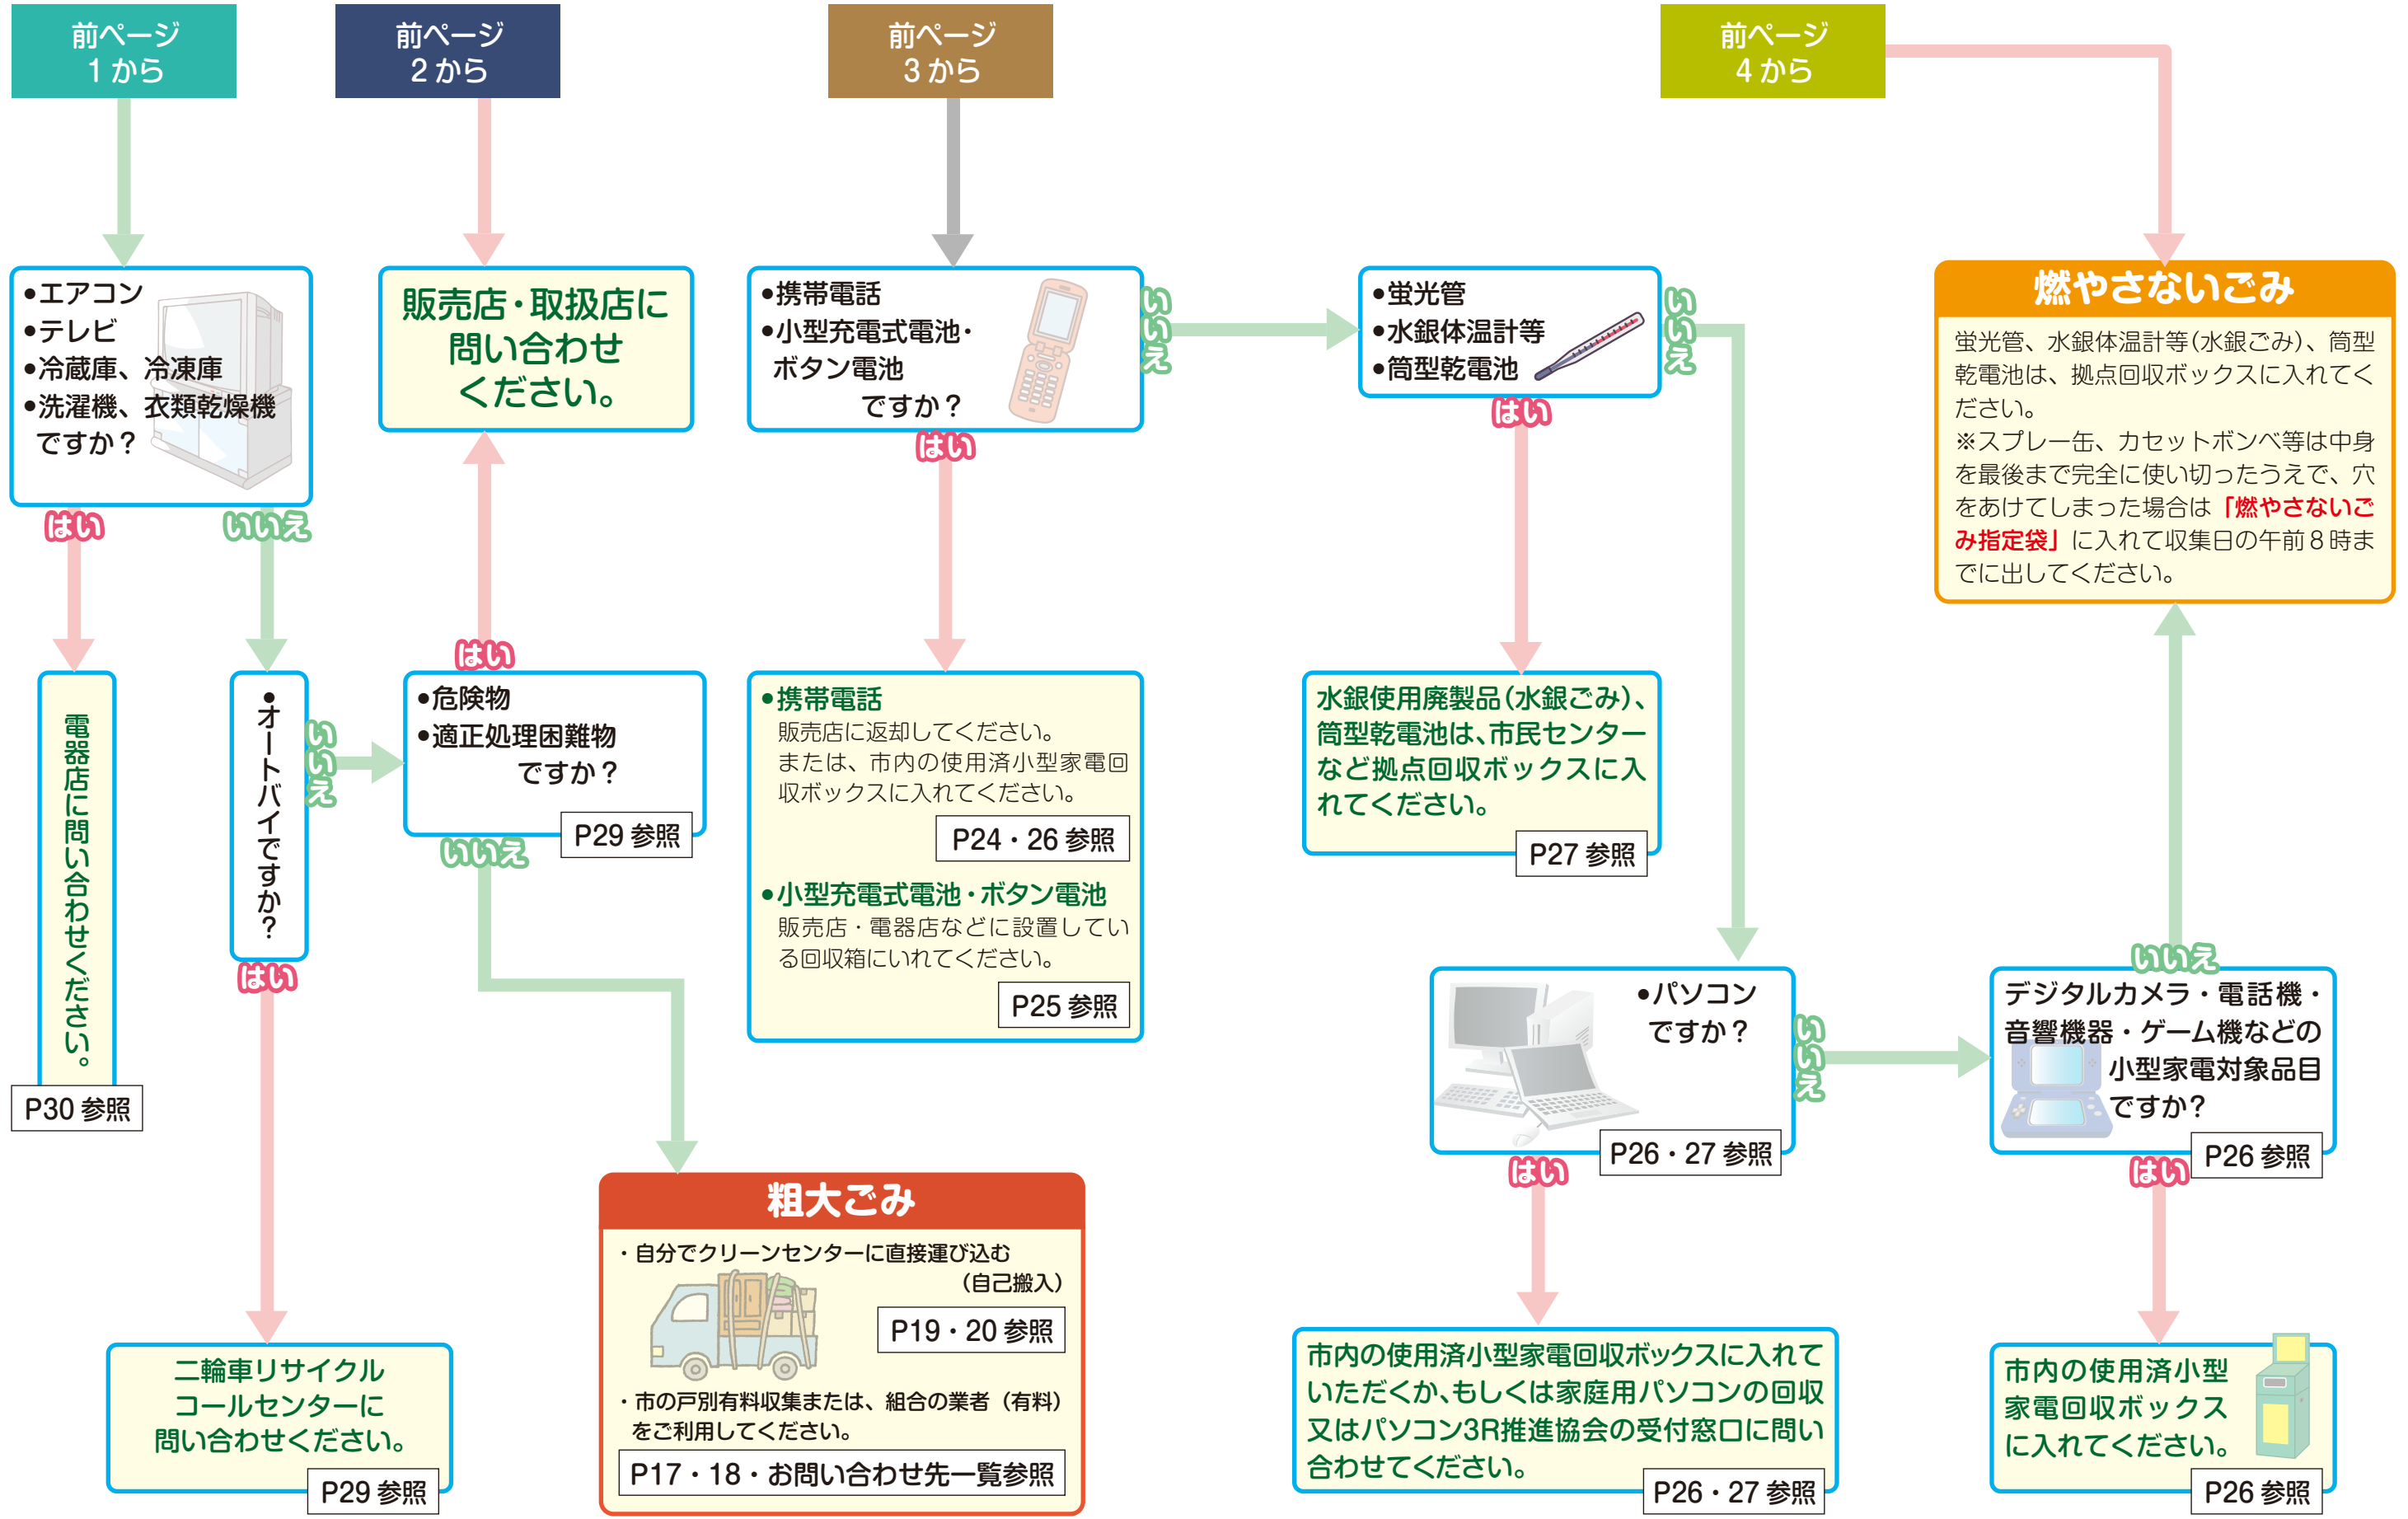 前ページ
1 から
前ページ
2 から
前ページ
3 から
前ページ
4 から
●エアコン
●テレビ
●冷蔵庫、冷凍庫
●洗濯機、衣類乾燥機
ですか？
はい
いいえ
販売店・取扱店に
問い合わせ
ください。
●携帯電話
●小型充電式電池・
ボタン電池
ですか？
いいえ
はい
●蛍光管
●水銀体温計等
●筒型乾電池
いいえ
はい
燃やさないごみ
蛍光管、水銀体温計等(水銀ごみ)、筒型
乾電池は、拠点回収ボックスに入れてく
ださい。
※スプレー缶、カセットボンベ等は中身
を最後まで完全に使い切ったうえで、穴
をあけてしまった場合は「燃やさないご
み指定袋」に入れて収集日の午前８時ま
でに出してください。
電器店に問い合わせください。
P30 参照
●オートバイですか？
いいえ
はい
はい
●危険物
●適正処理困難物
ですか？
P29 参照
いいえ
●携帯電話
販売店に返却してください。
または、市内の使用済小型家電回
収ボックスに入れてください。
P24・26 参照
●小型充電式電池・ボタン電池
販売店・電器店などに設置してい
る回収箱にいれてください。
P25 参照
水銀使用廃製品(水銀ごみ)、
筒型乾電池は、市民センター
など拠点回収ボックスに入
れてください。
P27 参照
●パソコン
ですか？
P26・27 参照
いいえ
はい
いいえ
デジタルカメラ・電話機・
音響機器・ゲーム機などの
小型家電対象品目
ですか？
P26 参照
はい
粗大ごみ
・自分でクリーンセンターに直接運び込む
（自己搬入）
P19・20 参照
・市の戸別有料収集または、組合の業者（有料）
をご利用してください。
P17・18・お問い合わせ先一覧参照
二輪車リサイクル
コールセンターに
問い合わせください。
P29 参照
市内の使用済小型家電回収ボックスに入れて
いただくか、もしくは家庭用パソコンの回収
又はパソコン3R推進協会の受付窓口に問い
合わせてください。
P26・27 参照
市内の使用済小型
家電回収ボックス
に入れてください。
P26 参照